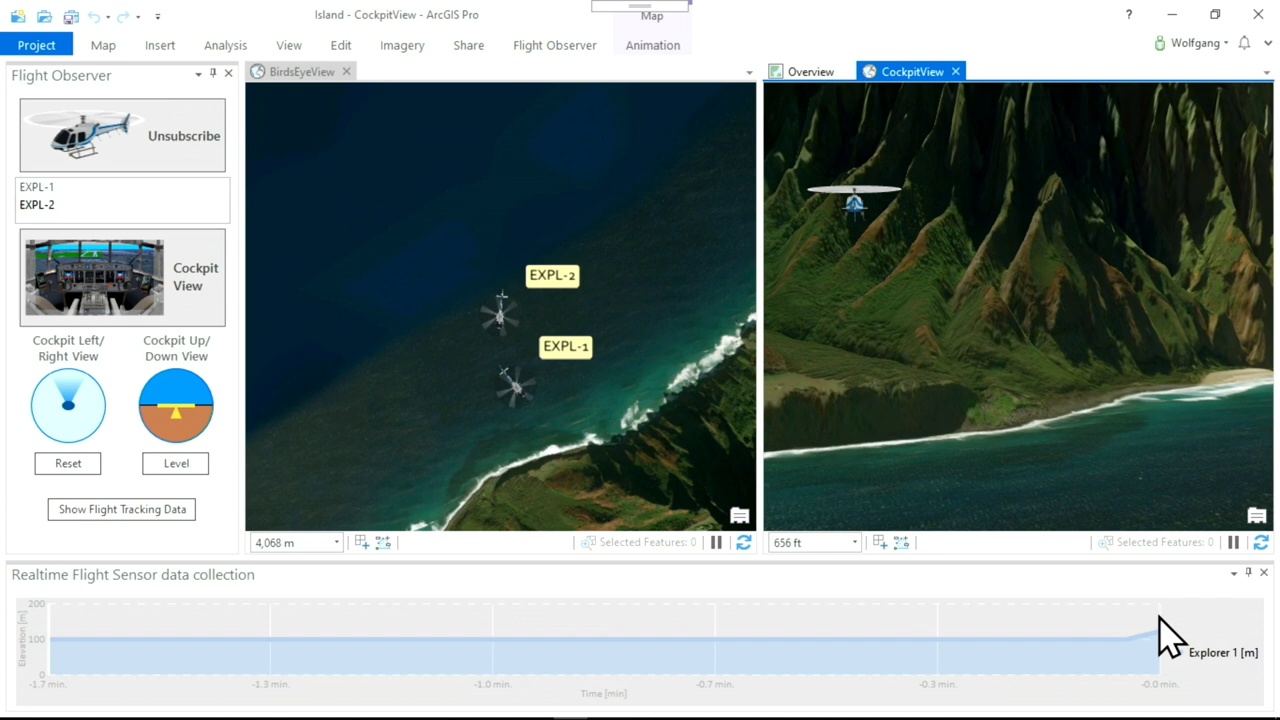 Island - CockpitView - ArcGIS Pro
Map
?
Project
Map
Insert
Analysis
View
Edit
Imagery
Share
Flight Observer
Animation
Wolfgang
Flight Observer
Unsubscribe
EXPL-1
EXPL-2
Cockpit
View
Cockpit Left/
Right View
Cockpit Up/
Down View
Reset
Level
Show Flight Tracking Data
BirdsEyeView
EXPL-2
EXPL-1
4,068 m
Selected Features: 0
Overview
CockpitView
656 ft
Selected Features: 0
Realtime Flight Sensor data collection
Elevation [m]
200
100
0
-1.7 min.
-1.3 min.
-1.0 min.
-0.7 min.
-0.3 min.
-0.0 min.
Time [min]
Explorer 1 [m]